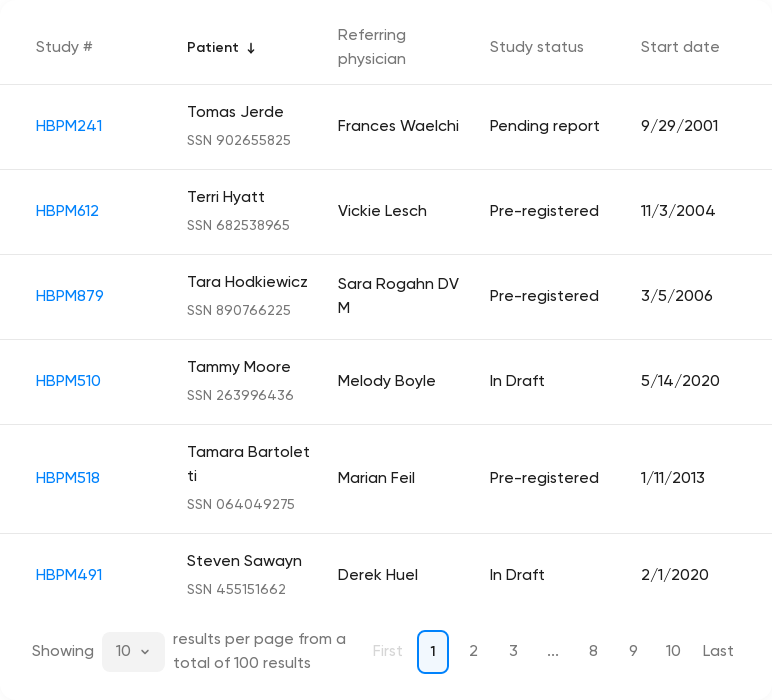 Study # Patient ↓ Referring physician Study status Start date
HBPM241 Tomas Jerde Frances Waelchi Pending report 9/29/2001
SSN 902655825
HBPM612 Terri Hyatt Vickie Lesch Pre-registered 11/3/2004
SSN 682538965
HBPM879 Tara Hodkiewicz Sara Rogahn DV Pre-registered 3/5/2006
SSN 890766225 M
HBPM510 Tammy Moore Melody Boyle In Draft 5/14/2020
SSN 263996436
HBPM518 Tamara Bartolet Marian Feil Pre-registered 1/11/2013
ti
SSN 064049275
HBPM491 Steven Sawayn Derek Huel In Draft 2/1/2020
SSN 455151662
Showing 10 results per page from a First 1 2 3 ... 8 9 10 Last
total of 100 results